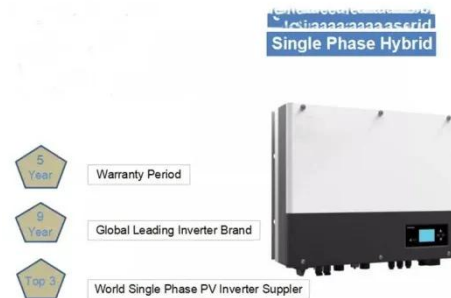 Single Phase Hybrid
5
Year
Warranty Period
9
Year
Global Leading Inverter Brand
Top 3
World Single Phase PV Inverter Suppler